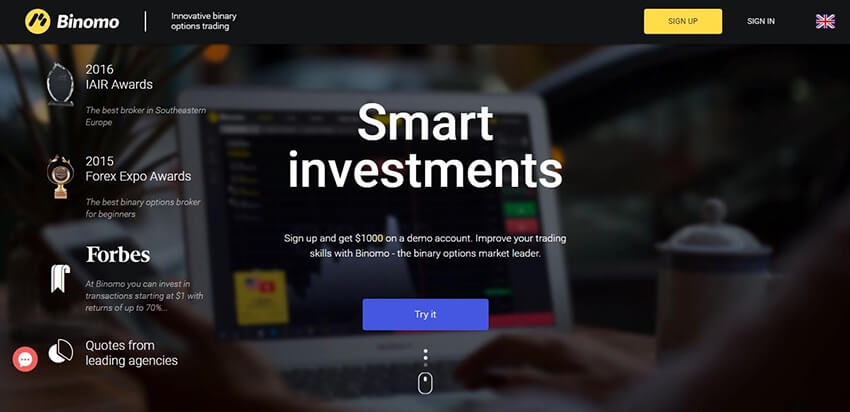 Binomo
Innovative binary
options trading
SIGN UP
SIGN IN
2016
IAIR Awards
The best broker in Southeastern
Europe
2015
Forex Expo Awards
The best binary options broker
for beginners
Forbes
At Binomo you can invest in
transactions starting at $1 with
returns of up to 70%...
Quotes from
leading agencies
Smart
investments
Sign up and get $1000 on a demo account. Improve your trading
skills with Binomo - the binary options market leader.
Try it